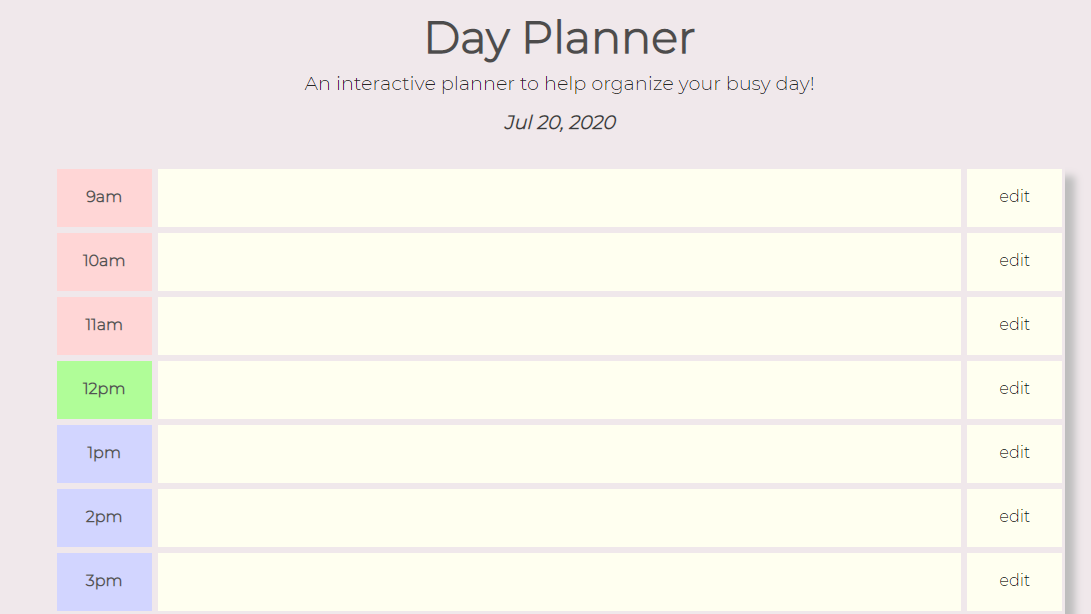 Day Planner
An interactive planner to help organize your busy day!
Jul 20, 2020
9am edit
10am edit
11am edit
12pm edit
1pm edit
2pm edit
3pm edit